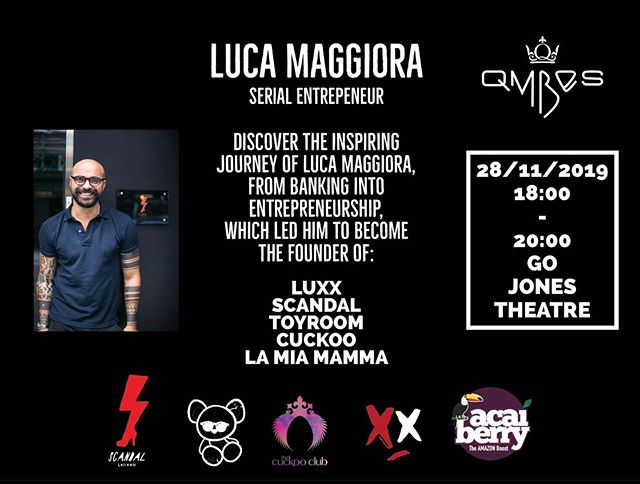 LUCA MAGGIORA
SERIAL ENTREPENEUR
QMBES
DISCOVER THE INSPIRING
JOURNEY OF LUCA MAGGIORA,
FROM BANKING INTO
ENTREPRENEURSHIP,
WHICH LED HIM TO BECOME
THE FOUNDER OF:
LUXX
SCANDAL
TOYROOM
CUCKOO
LA MIA MAMMA
28/11/2019
18:00
-
20:00
GO
JONES
THEATRE
SCANDAL
the
cuckoo club
XX
açaí
berry
The AMAZON Boost